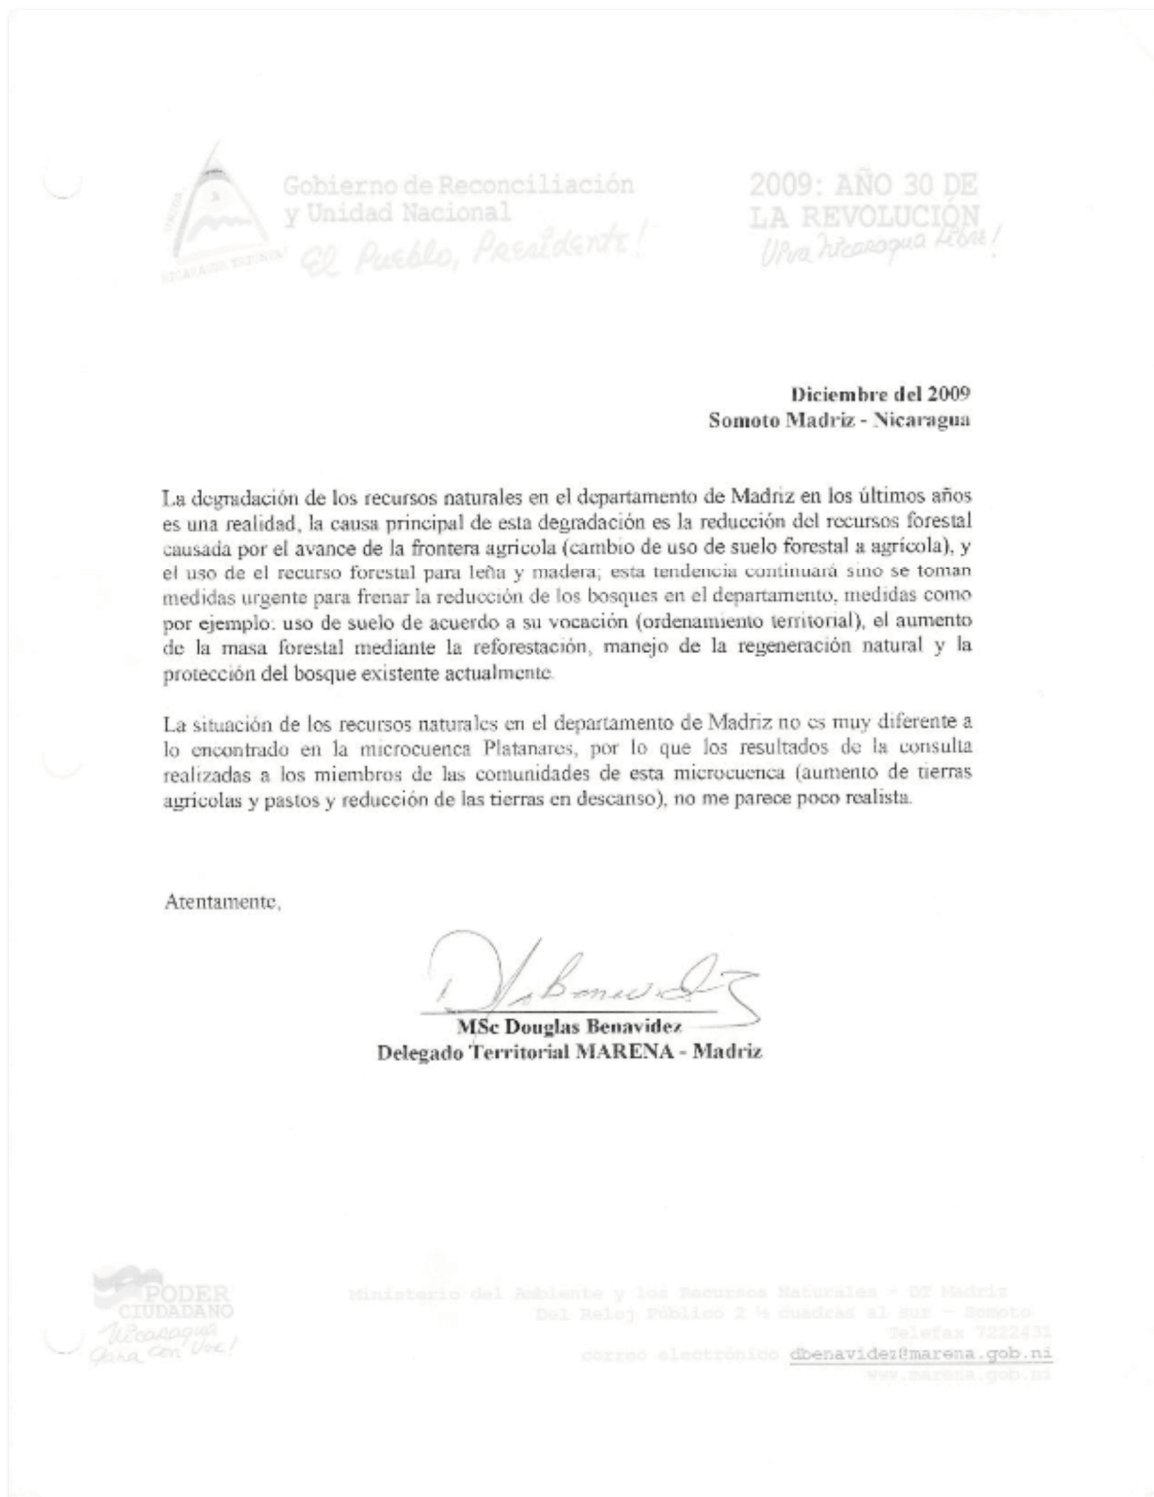 Gobierno de Reconciliación
y Unidad Nacional
El Pueblo, Presidente!
2009: AÑO 30 DE
LA REVOLUCIÓN
Viva Nicaragua Libre!
Diciembre del 2009
Somoto Madriz - Nicaragua
La degradación de los recursos naturales en el departamento de Madriz en los últimos años
es una realidad, la causa principal de esta degradación es la reducción del recursos forestal
causada por el avance de la frontera agricola (cambio de uso de suelo forestal a agrícola), y
el uso de el recurso forestal para leña y madera; esta tendencia continuará sino se toman
medidas urgente para frenar la reducción de los bosques en el departamento, medidas como
por ejemplo: uso de suelo de acuerdo a su vocación (ordenamiento territorial), el aumento
de la masa forestal mediante la reforestación, manejo de la regeneración natural y la
protección del bosque existente actualmente.
La situación de los recursos naturales en el departamento de Madriz no es muy diferente a
lo encontrado en la microcuenca Platanares, por lo que los resultados de la consulta
realizadas a los miembros de las comunidades de esta microcuenca (aumento de tierras
agrícolas y pastos y reducción de las tierras en descanso), no me parece poco realista.
Atentamente,
MSc Douglas Benavidez
Delegado Territorial MARENA - Madriz
PODER
CIUDADANO
Nicaragua
Gana con Vos!
Ministerio del Ambiente y los Recursos Naturales - DT Madriz
Del Reloj Público 2 ½ cuadras al sur - Somoto
Telefax 7222431
correo electrónico dbenavidez@marena.gob.ni
www.marena.gob.ni